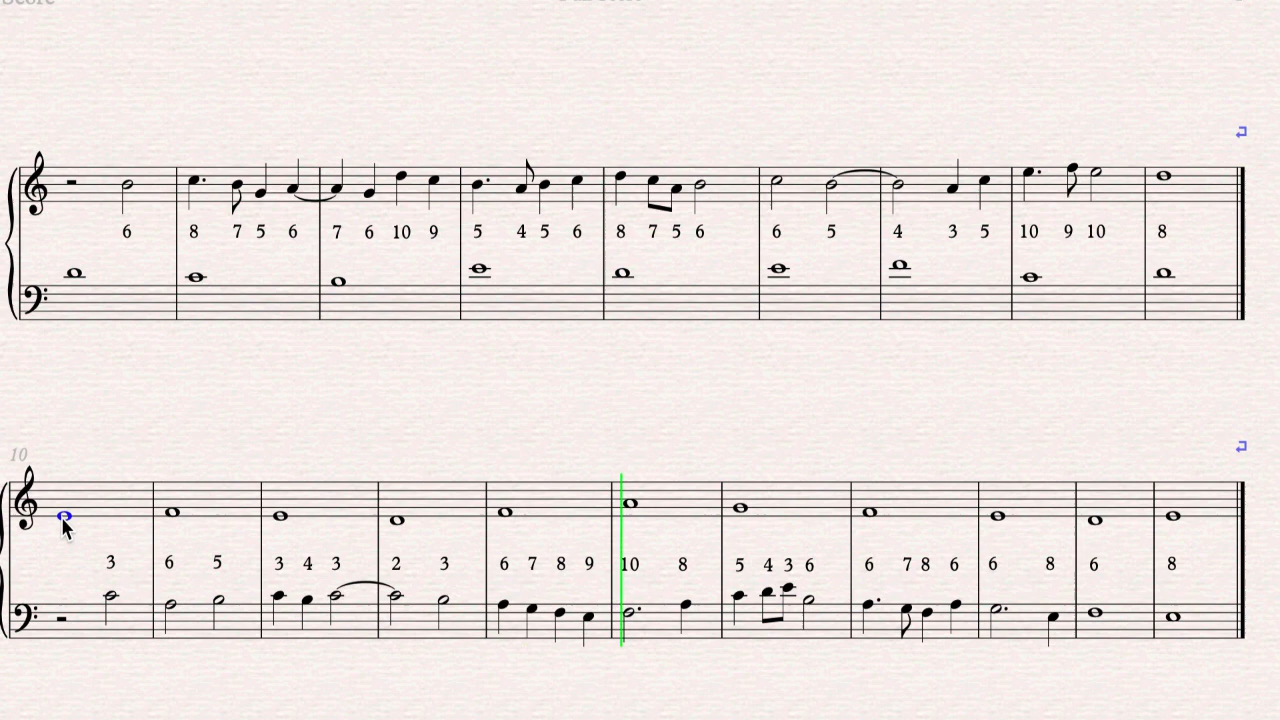 Score
6 8 7 5 6 7 6 10 9 5 4 5 6 8 7 5 6 6 5 4 3 5 10 9 10 8
10
3 6 5 3 4 3 2 3 6 7 8 9 10 8 5 4 3 6 6 7 8 6 6 8 6 8